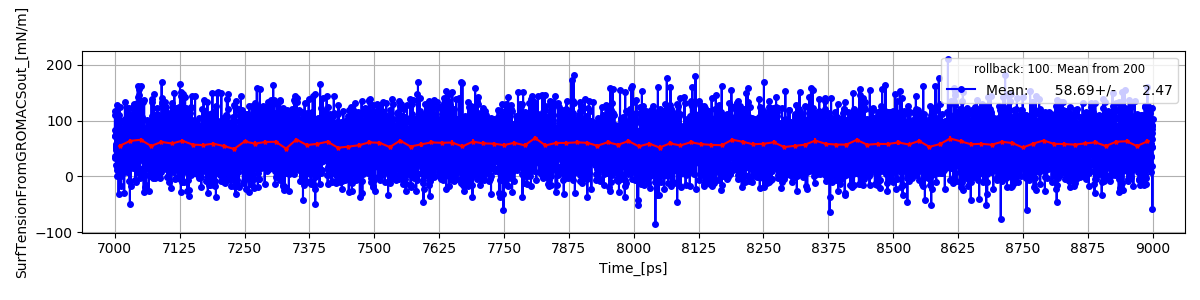 SurfTensionFromGROMACSout_[mN/m]
200
100
0
−100
rollback: 100. Mean from 200
Mean: 58.69+/- 2.47
7000 7125 7250 7375 7500 7625 7750 7875 8000 8125 8250 8375 8500 8625 8750 8875 9000
Time_[ps]